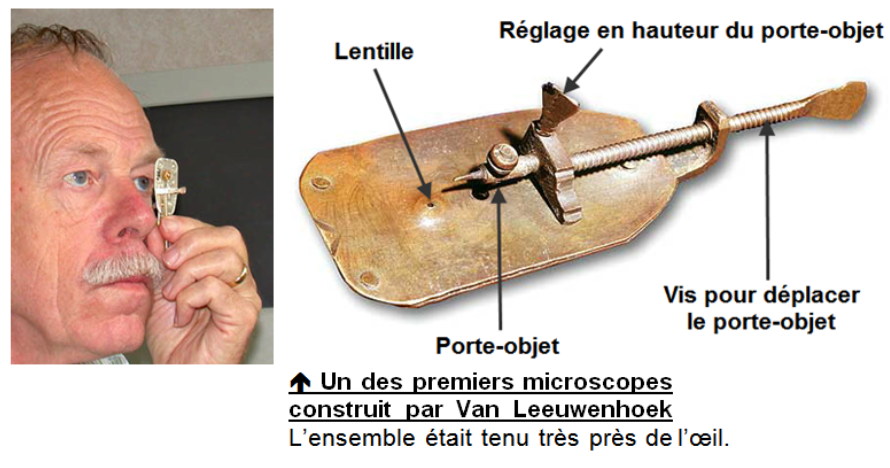 Réglage en hauteur du porte-objet
Lentille
Vis pour déplacer
le porte-objet
Porte-objet
Un des premiers microscopes
construit par Van Leeuwenhoek
L'ensemble était tenu très près de l'œil.